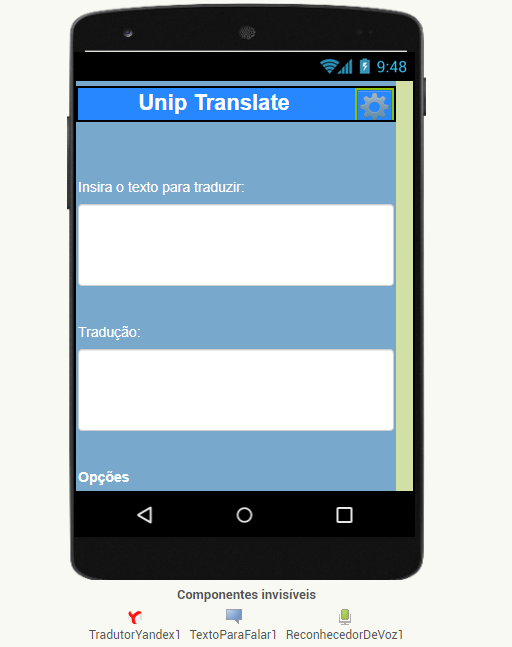 9:48
Unip Translate
Insira o texto para traduzir:
Tradução:
Opções
Componentes invisíveis
TradutorYandex1 TextoParaFalar1 ReconhecedorDeVoz1